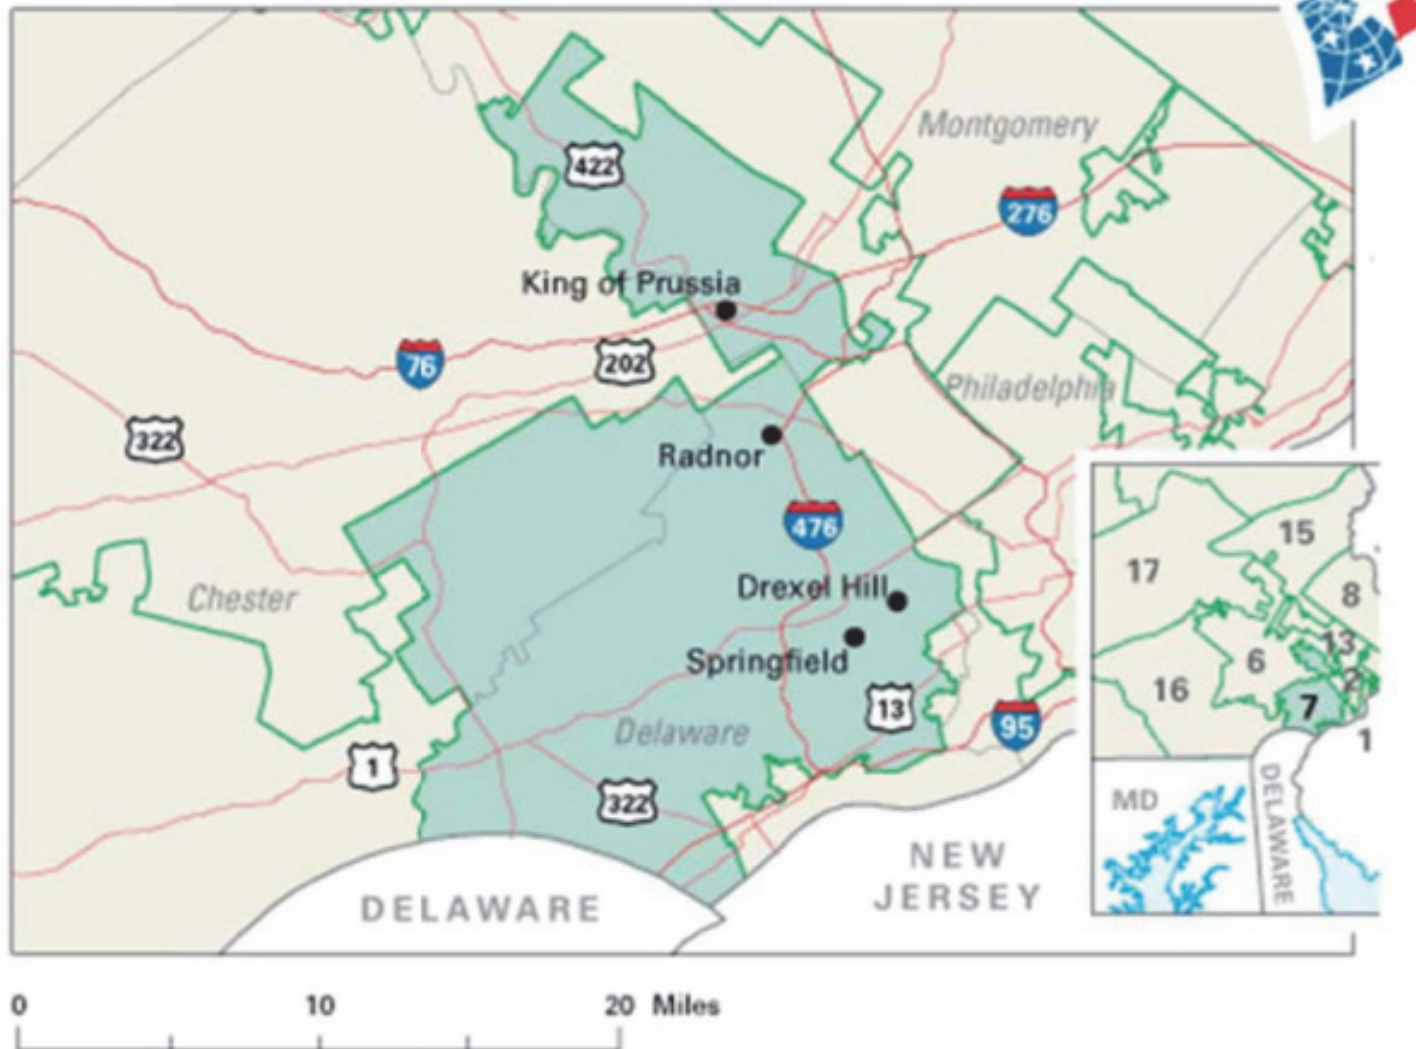 Montgomery
422
276
King of Prussia
76
202
322
Philadelphia
Radnor
476
Chester
Drexel Hill
Springfield
13
Delaware
95
1
322
DELAWARE
NEW
JERSEY
15
17
8
13
6
2
16
7
1
MD
DELAWARE
0 10 20 Miles